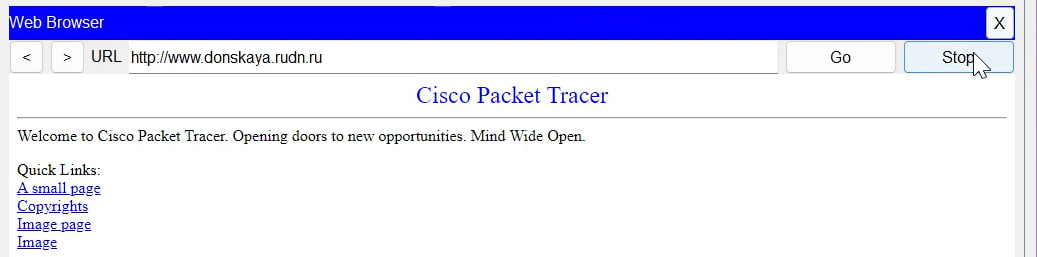 Web Browser X
< > URL http://www.donskaya.rudn.ru Go Stop
Cisco Packet Tracer
Welcome to Cisco Packet Tracer. Opening doors to new opportunities. Mind Wide Open.
Quick Links:
A small page
Copyrights
Image page
Image